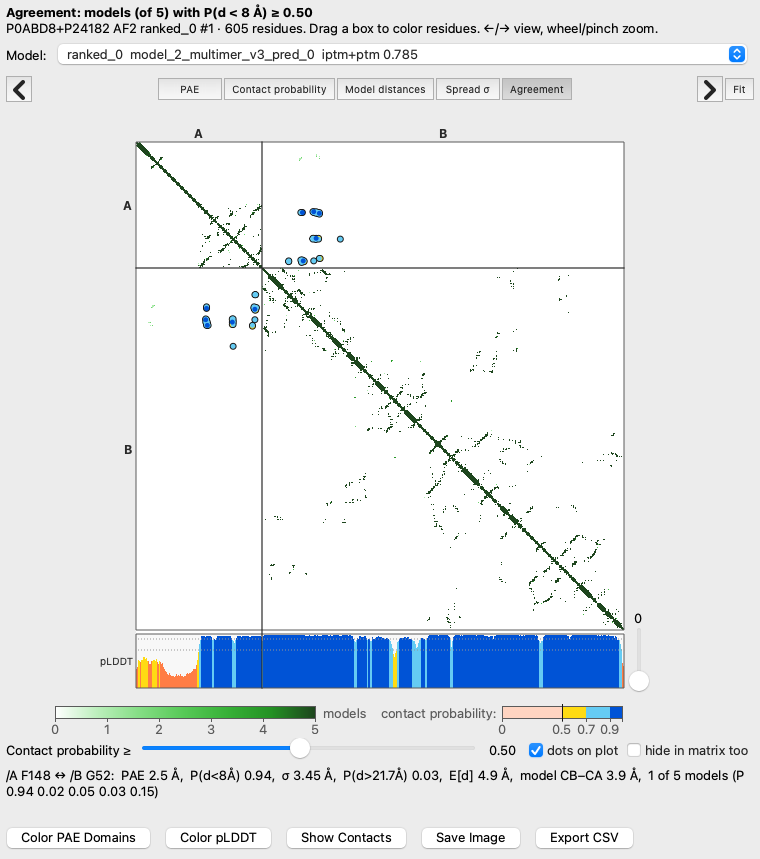 Agreement: models (of 5) with P(d < 8 Å) ≥ 0.50
P0ABD8+P24182 AF2 ranked_0 #1 · 605 residues. Drag a box to color residues. ←/→ view, wheel/pinch zoom.
Model: ranked_0 model_2_multimer_v3_pred_0 iptm+ptm 0.785
PAE Contact probability Model distances Spread σ Agreement Fit
A B
A
B
0
pLDDT
models contact probability:
0 1 2 3 4 5 0 0.5 0.7 0.9
Contact probability ≥ 0.50 dots on plot hide in matrix too
/A F148 ↔ /B G52: PAE 2.5 Å, P(d<8Å) 0.94, σ 3.45 Å, P(d>21.7Å) 0.03, E[d] 4.9 Å, model CB–CA 3.9 Å, 1 of 5 models (P
0.94 0.02 0.05 0.03 0.15)
Color PAE Domains Color pLDDT Show Contacts Save Image Export CSV